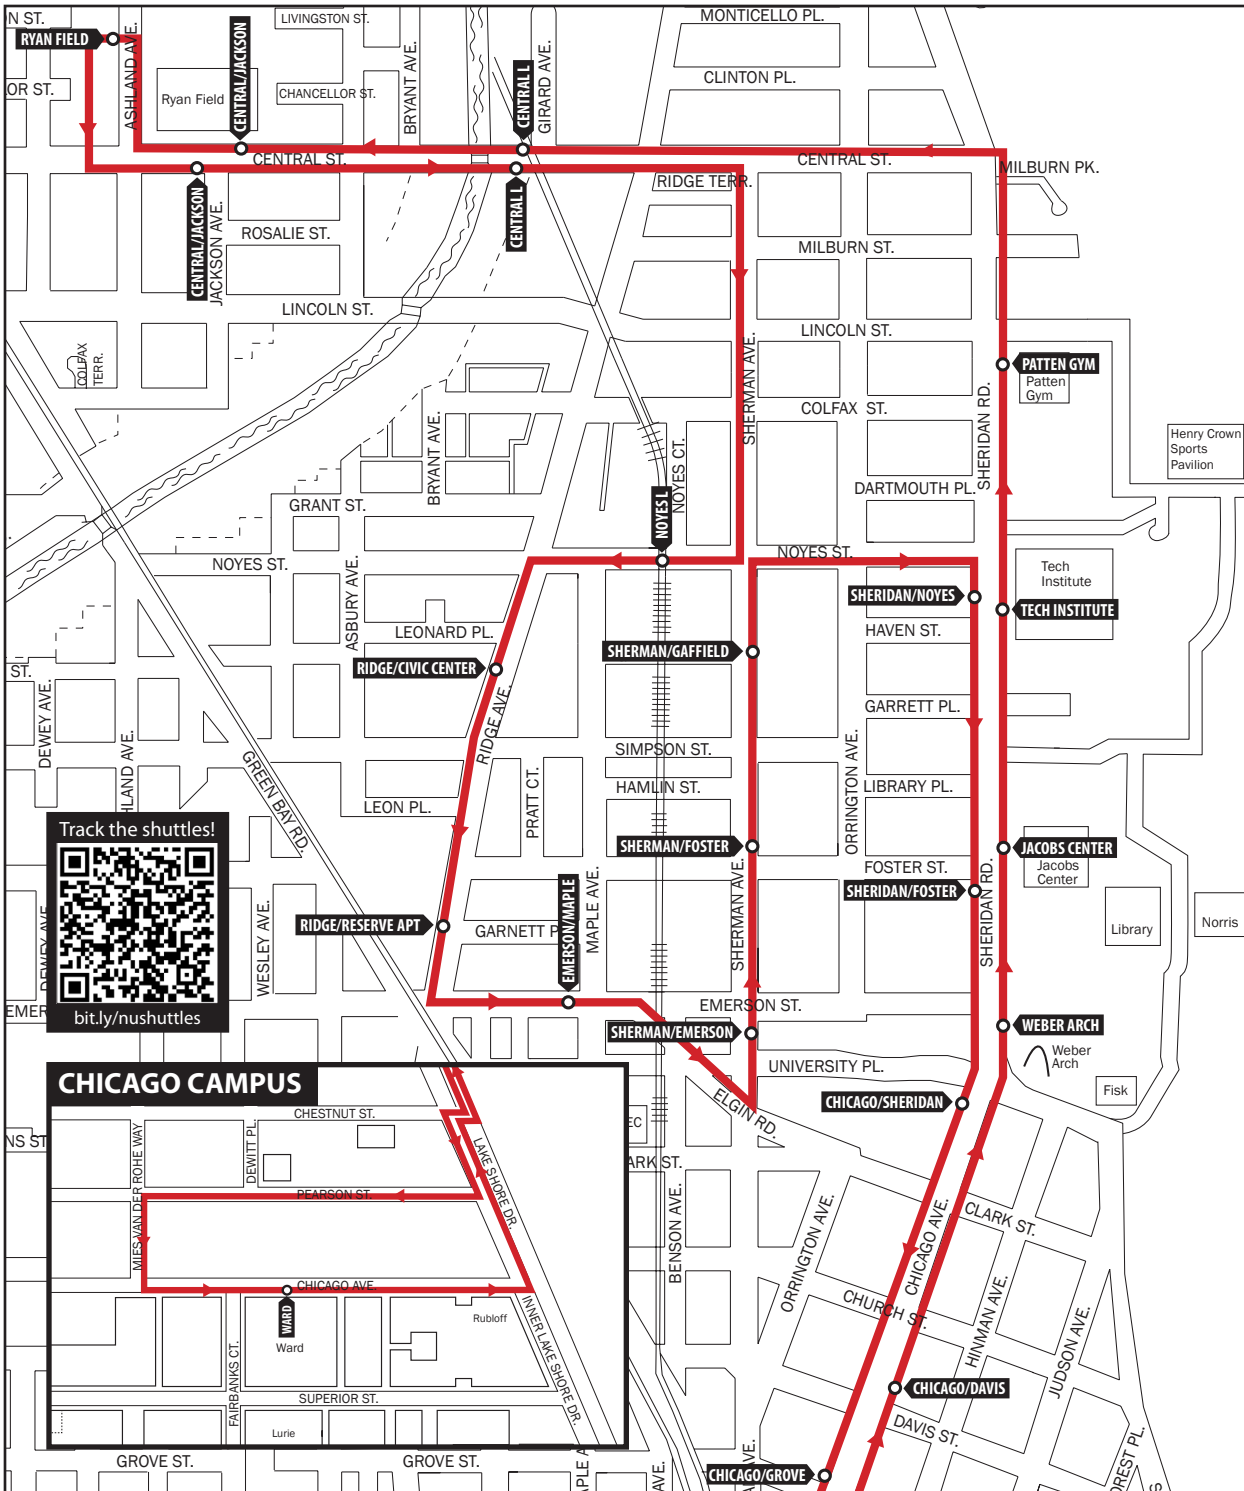 N ST.
LIVINGSTON ST.
MONTICELLO PL.
RYAN FIELD
ASHLAND AVE.
CENTRAL/JACKSON
BRYANT AVE.
CENTRAL L
GIRARD AVE.
CLINTON PL.
OR ST.
Ryan Field
CHANCELLOR ST.
CENTRAL ST.
CENTRAL ST.
MILBURN PK.
RIDGE TERR.
CENTRAL/JACKSON
JACKSON AVE.
CENTRAL L
ROSALIE ST.
MILBURN ST.
LINCOLN ST.
LINCOLN ST.
COLFAX
TERR.
SHERMAN AVE.
PATTEN GYM
Patten
Gym
SHERIDAN RD.
COLFAX ST.
BRYANT AVE.
NOYES CT.
Henry Crown
Sports
Pavilion
DARTMOUTH PL.
GRANT ST.
NOYES L
NOYES ST.
NOYES ST.
Tech
Institute
ASBURY AVE.
SHERIDAN/NOYES
TECH INSTITUTE
LEONARD PL.
HAVEN ST.
SHERMAN/GAFFIELD
RIDGE/CIVIC CENTER
ST.
DEWEY AVE.
RIDGE AVE.
GARRETT PL.
SIMPSON ST.
HLAND AVE.
GREEN BAY RD.
ORRINGTON AVE.
HAMLIN ST.
LIBRARY PL.
LEON PL.
PRATT CT.
Track the shuttles!
SHERMAN/FOSTER
JACOBS CENTER
Jacobs
Center
FOSTER ST.
SHERIDAN/FOSTER
EMERSON/MAPLE
MAPLE AVE.
SHERMAN AVE.
SHERIDAN RD.
DEWEY AVE.
WESLEY AVE.
RIDGE/RESERVE APT
GARNETT P
Library
Norris
EMER
bit.ly/nushuttles
EMERSON ST.
SHERMAN/EMERSON
WEBER ARCH
Weber
Arch
UNIVERSITY PL.
Fisk
CHICAGO/SHERIDAN
ELGIN RD.
CHICAGO CAMPUS
CHESTNUT ST.
NS ST
MIES VAN DER ROHE WAY
DEWITT PL.
LAKE SHORE DR.
EC
ARK ST.
PEARSON ST.
BENSON AVE.
ORRINGTON AVE.
CHICAGO AVE.
CLARK ST.
CHICAGO AVE.
WARD
Ward
Rubloff
INNER LAKE SHORE DR.
CHURCH ST.
HINMAN AVE.
JUDSON AVE.
FAIRBANKS CT.
SUPERIOR ST.
Lurie
CHICAGO/DAVIS
DAVIS ST.
GROVE ST.
GROVE ST.
MAPLE A
AVE.
AVE.
CHICAGO/GROVE
OREST PL.
S